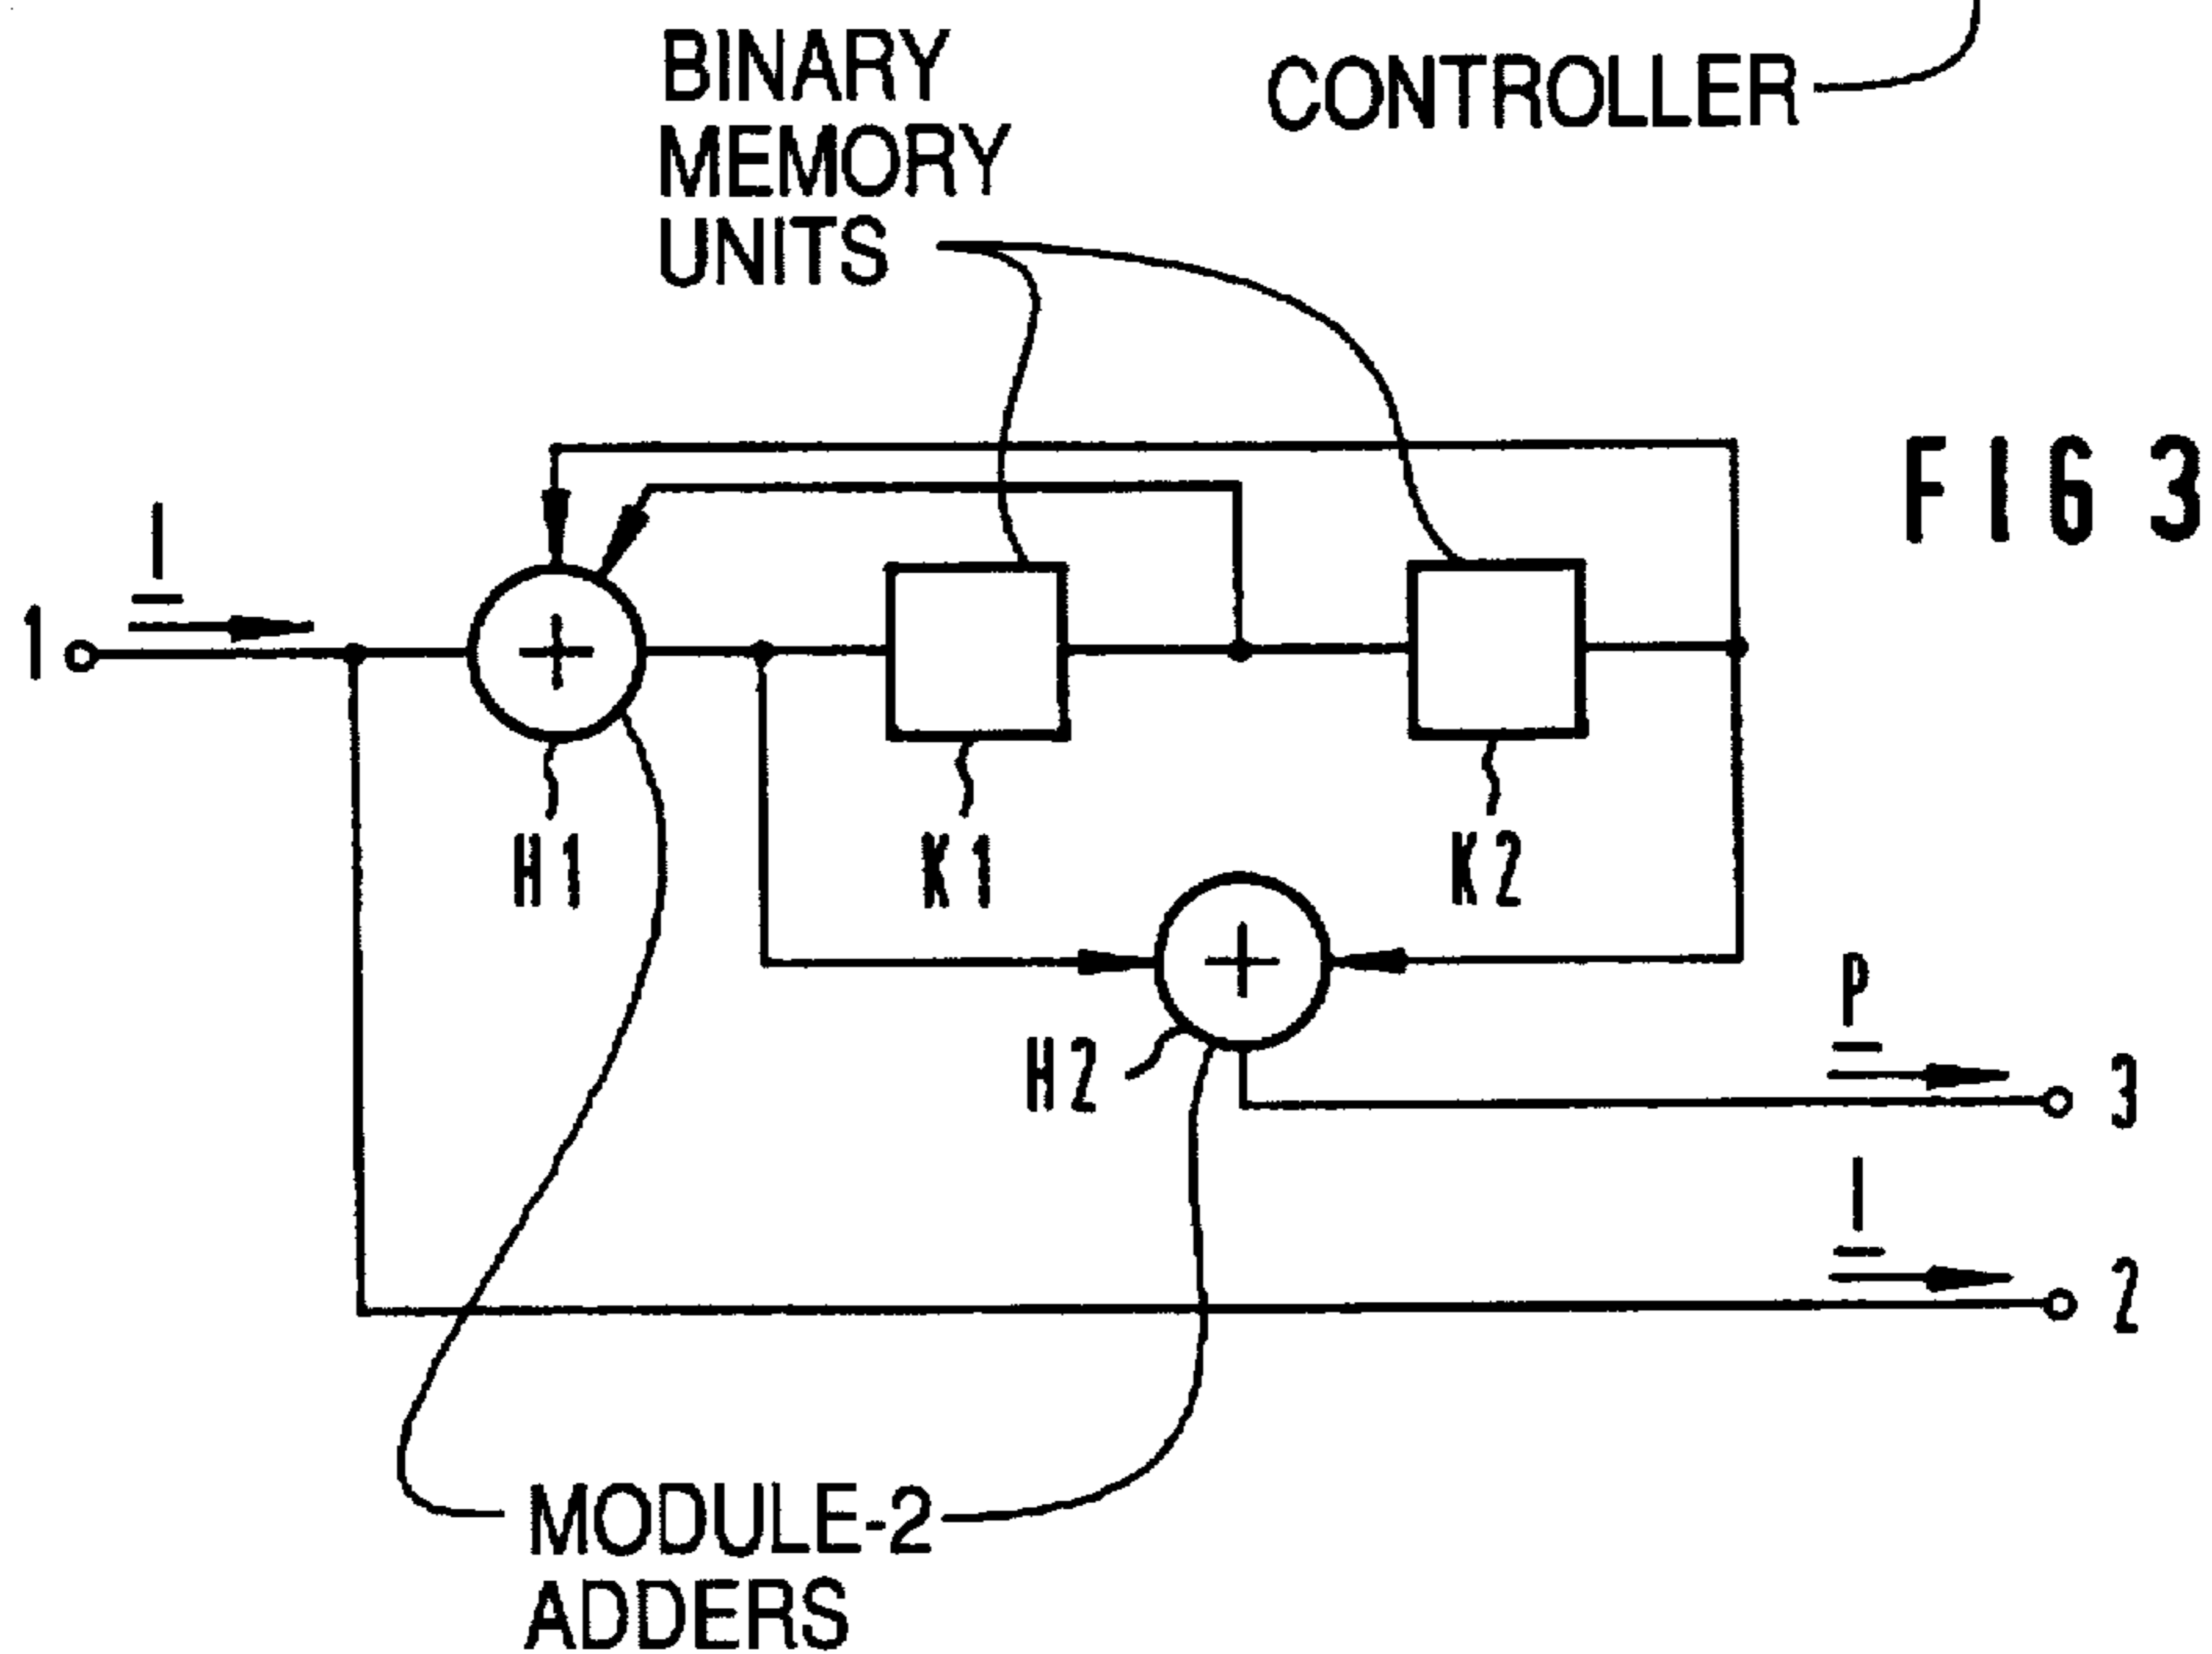 BINARY
MEMORY
UNITS
CONTROLLER
FIG 3
I
1
H1
K1
K2
H2
P
3
I
2
MODULE-2
ADDERS